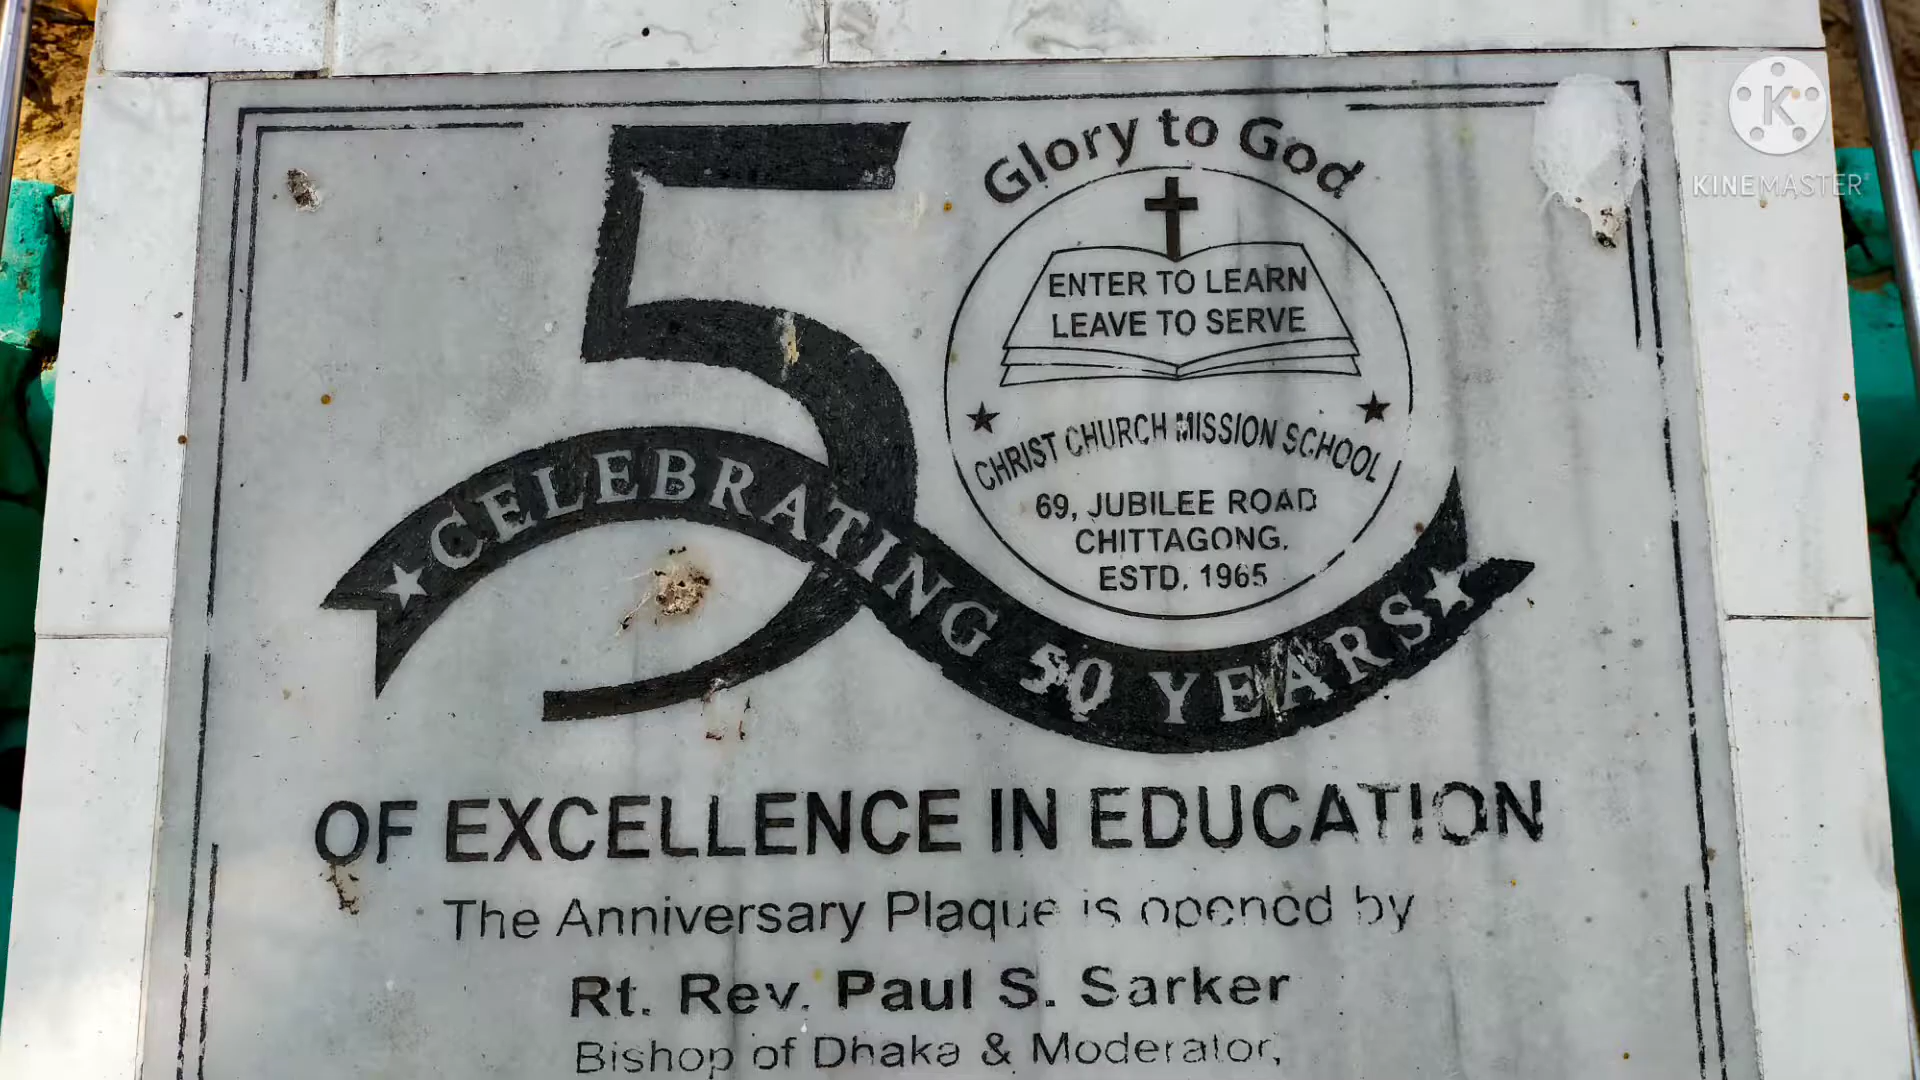 Glory to God
ENTER TO LEARN
LEAVE TO SERVE
CHRIST CHURCH MISSION SCHOOL
69, JUBILEE ROAD
CHITTAGONG.
ESTD. 1965
50
CELEBRATING 50 YEARS
OF EXCELLENCE IN EDUCATION
The Anniversary Plaque is opened by
Rt. Rev. Paul S. Sarker
Bishop of Dhaka & Moderator,
K
KINEMASTER